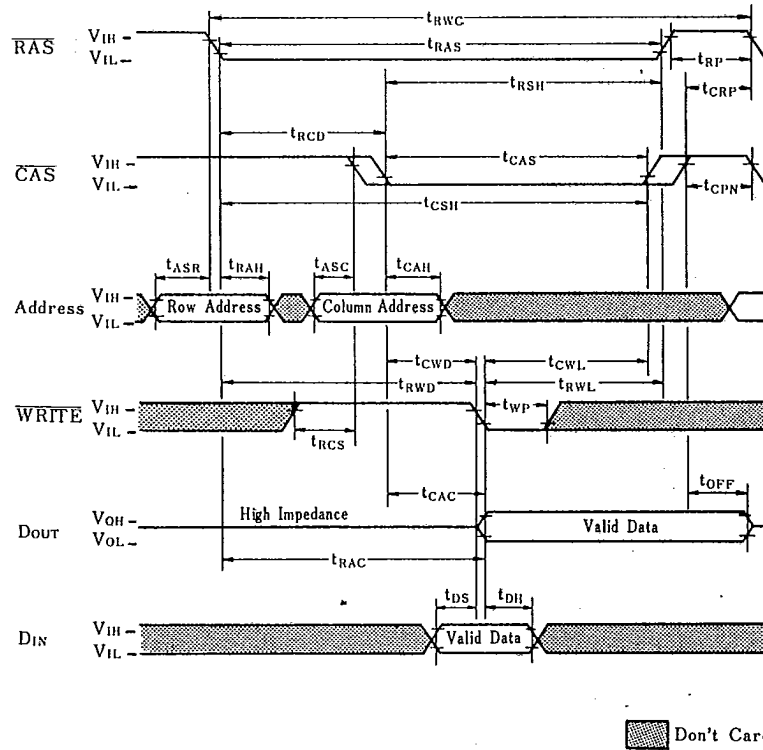 tRWC
RAS VIH
VIL
tRAS
tRP
tRSH
tCRP
tRCD
CAS VIH
VIL
tCAS
tCPN
tCSH
tASR
tRAH
tASC
tCAH
Address VIH
VIL
Row Address
Column Address
tCWD
tCWL
tRWD
tRWL
WRITE VIH
VIL
tWP
tRCS
tOFF
tCAC
DOUT VOH
VOL
High Impedance
Valid Data
tRAC
tDS
tDH
DIN VIH
VIL
Valid Data
Don't Care